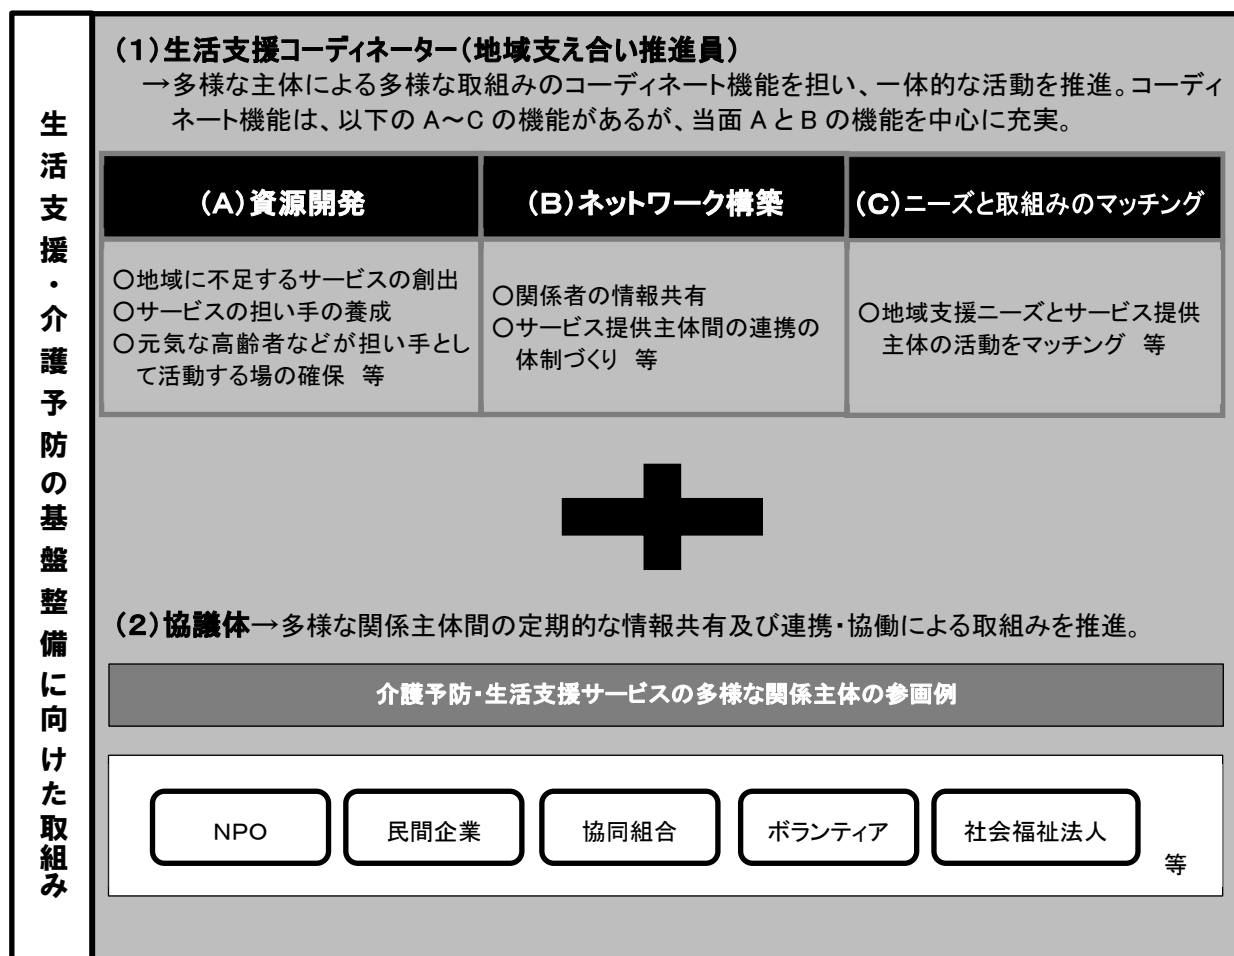 生活支援・介護予防の基盤整備に向けた取組み
(1)生活支援コーディネーター(地域支え合い推進員)
→多様な主体による多様な取組みのコーディネート機能を担い、一体的な活動を推進。コーディ
ネート機能は、以下の A～C の機能があるが、当面 A と B の機能を中心に充実。
(A)資源開発
○地域に不足するサービスの創出
○サービスの担い手の養成
○元気な高齢者などが担い手とし
て活動する場の確保 等
(B)ネットワーク構築
○関係者の情報共有
○サービス提供主体間の連携の
体制づくり 等
(C)ニーズと取組みのマッチング
○地域支援ニーズとサービス提供
主体の活動をマッチング 等
(2)協議体→多様な関係主体間の定期的な情報共有及び連携・協働による取組みを推進。
介護予防・生活支援サービスの多様な関係主体の参画例
NPO
民間企業
協同組合
ボランティア
社会福祉法人
等